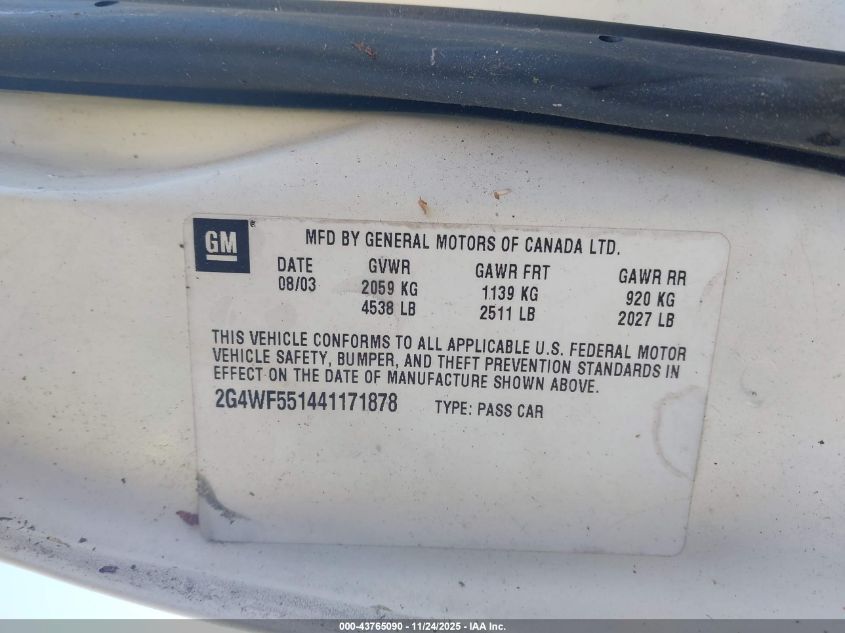 GM ®
MFD BY GENERAL MOTORS OF CANADA LTD.
DATE GVWR GAWR FRT GAWR RR
08/03 2059 KG 1139 KG 920 KG
4538 LB 2511 LB 2027 LB
THIS VEHICLE CONFORMS TO ALL APPLICABLE U.S. FEDERAL MOTOR
VEHICLE SAFETY, BUMPER, AND THEFT PREVENTION STANDARDS IN
EFFECT ON THE DATE OF MANUFACTURE SHOWN ABOVE.
2G4WF551441171878 TYPE: PASS CAR
000-43765090 - 11/24/2025 - IAA Inc.